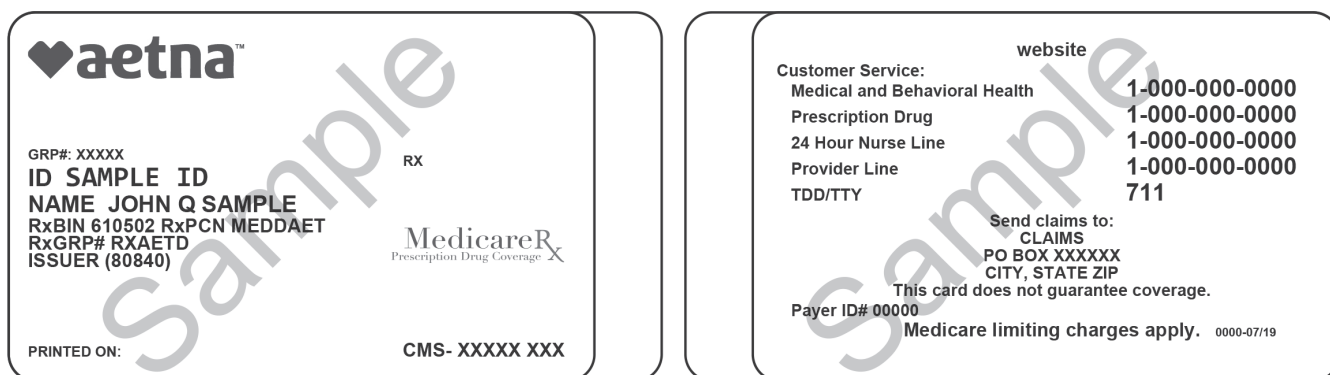 aetna™
GRP#: XXXXX
RX
ID SAMPLE ID
NAME JOHN Q SAMPLE
RxBIN 610502 RxPCN MEDDAET
RxGRP# RXAETD
ISSUER (80840)
MedicareRx
Prescription Drug Coverage
PRINTED ON:
CMS- XXXXX XXX
Sample
website
Customer Service:
Medical and Behavioral Health 1-000-000-0000
Prescription Drug 1-000-000-0000
24 Hour Nurse Line 1-000-000-0000
Provider Line 1-000-000-0000
TDD/TTY 711
Send claims to:
CLAIMS
PO BOX XXXXXX
CITY, STATE ZIP
This card does not guarantee coverage.
Payer ID# 00000
Medicare limiting charges apply. 0000-07/19
Sample